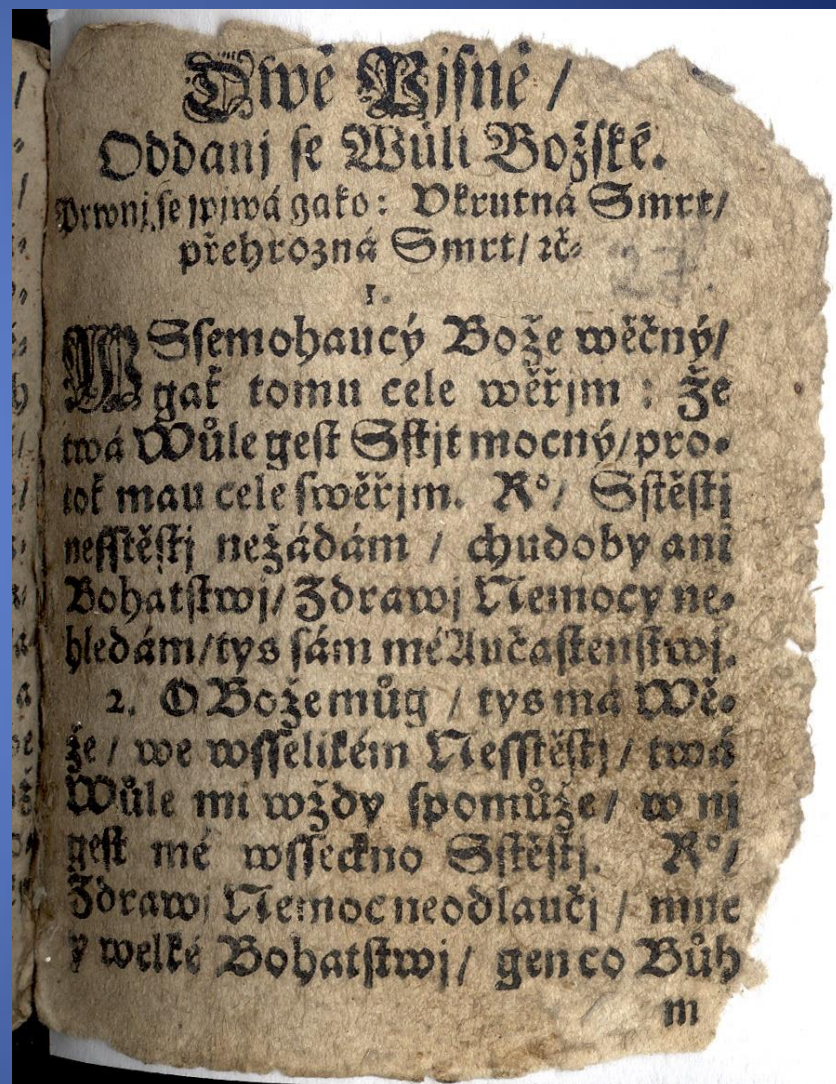 Dwě Pjsně /
Oddanj se Wůli Božské.
Prwnj se spiwá gako: Vkrutná Smrt/
přehrozná Smrt/ ꝛč.
27.
1.
WSsemohaucý Bože wěčný/
gak tomu cele wěřjm : Že
twá Wůle gest Sstjt mocný/pro-
tok mau cele swěřjm. R°/ Sstěstj
nesstěstj nežádám / chudoby ani
Bohatstwj/ Zdrawj Nemocy ne-
hledám/tys sám mé Aučastenstwj.
2. O Bože můg / tys má Wě-
že / we wsselikém Nesstěstj / twá
Wůle mi wždy spomůže/ w nj
gest mé wsseckno Sstěstj. R°/
Zdrawj Nemoc neodlaučj / mne
y welké Bohatstwj/ gen co Bůh
m